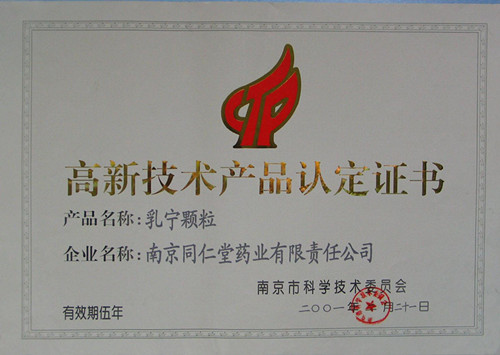 高新技术产品认定证书
产品名称:乳宁颗粒
企业名称:南京同仁堂药业有限责任公司
南京市科学技术委员会
二〇〇一年 月二十一日
有效期伍年